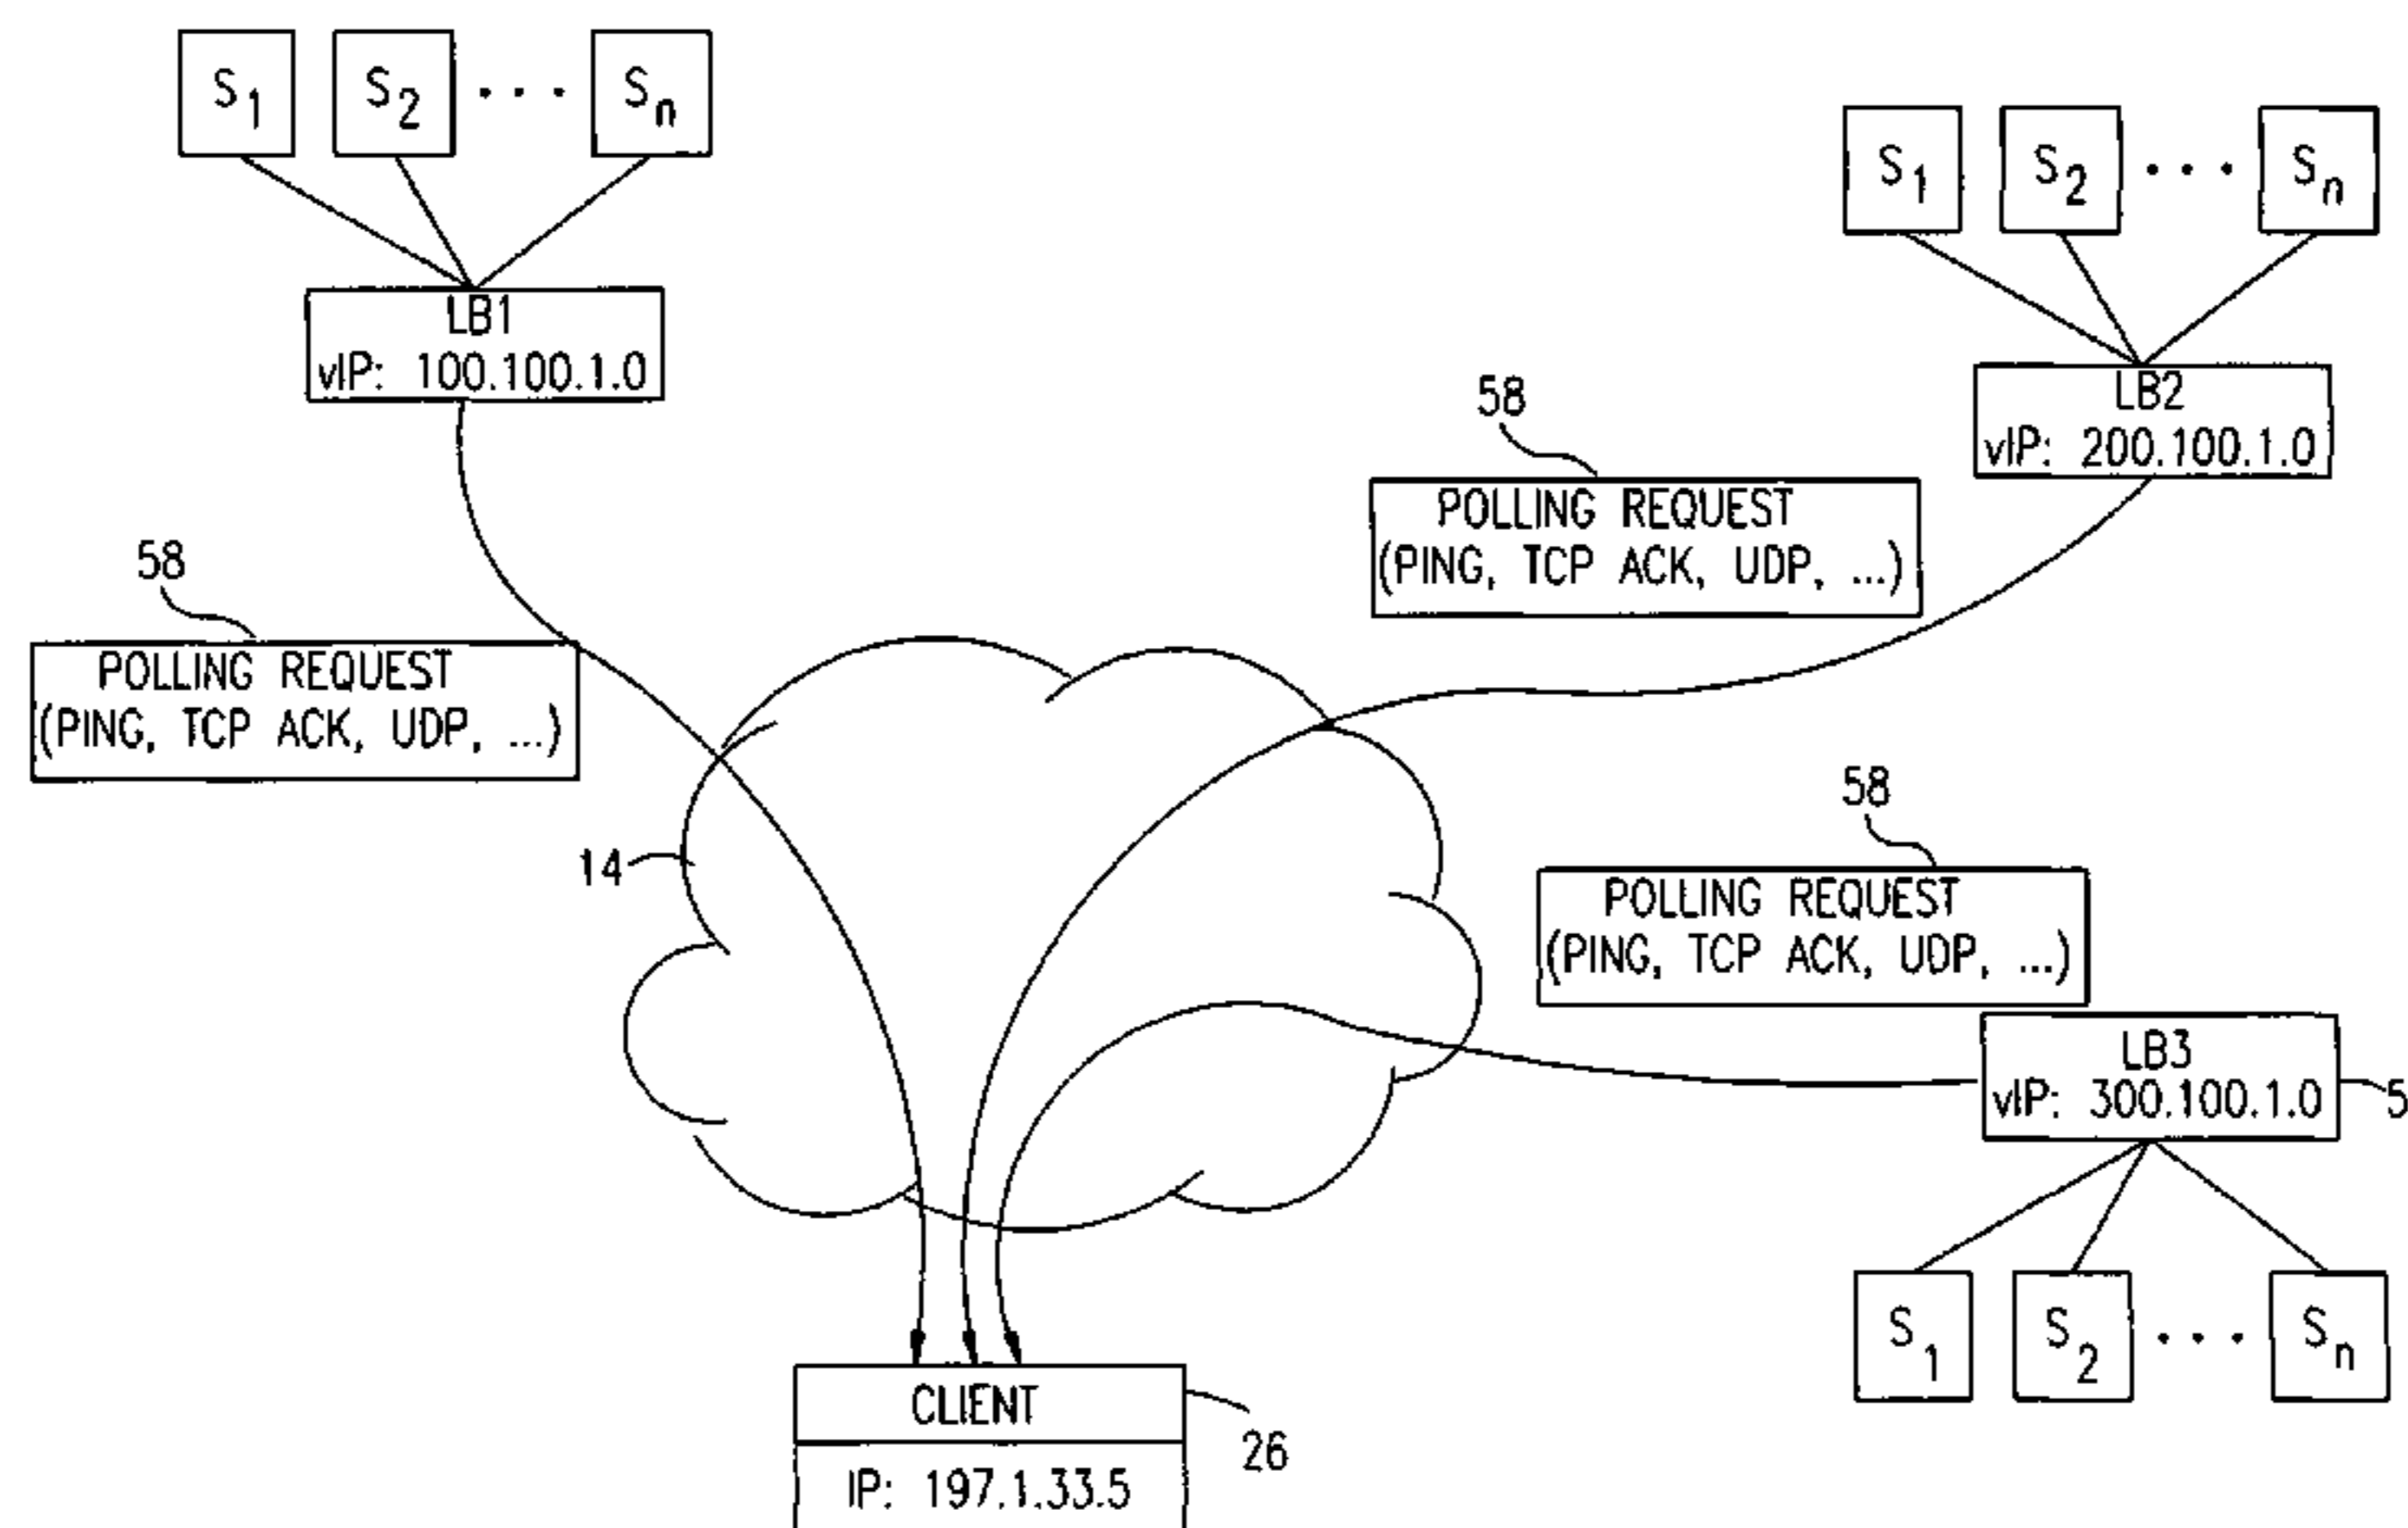 S1 S2 ... Sn
LB1
vIP: 100.100.1.0
S1 S2 ... Sn
LB2
vIP: 200.100.1.0
58
POLLING REQUEST
(PING, TCP ACK, UDP, ...)
58
POLLING REQUEST
(PING, TCP ACK, UDP, ...)
14
58
POLLING REQUEST
(PING, TCP ACK, UDP, ...)
LB3
vIP: 300.100.1.0
5
S1 S2 ... Sn
CLIENT
26
IP: 197.1.33.5